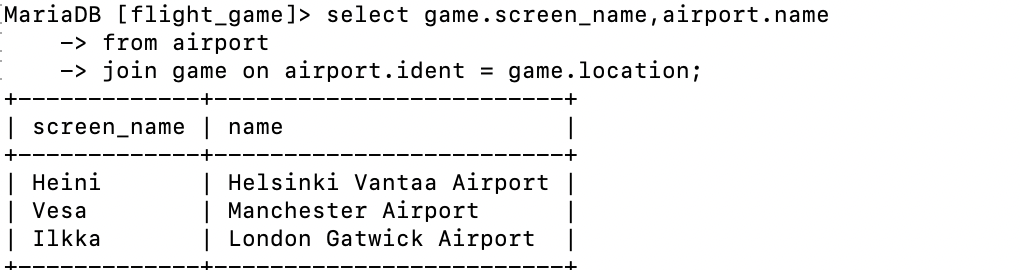 MariaDB [flight_game]> select game.screen_name,airport.name
    -> from airport
    -> join game on airport.ident = game.location;
+-------------+-------------------------+
| screen_name | name                    |
+-------------+-------------------------+
| Heini       | Helsinki Vantaa Airport |
| Vesa        | Manchester Airport      |
| Ilkka       | London Gatwick Airport  |
+-------------+-------------------------+